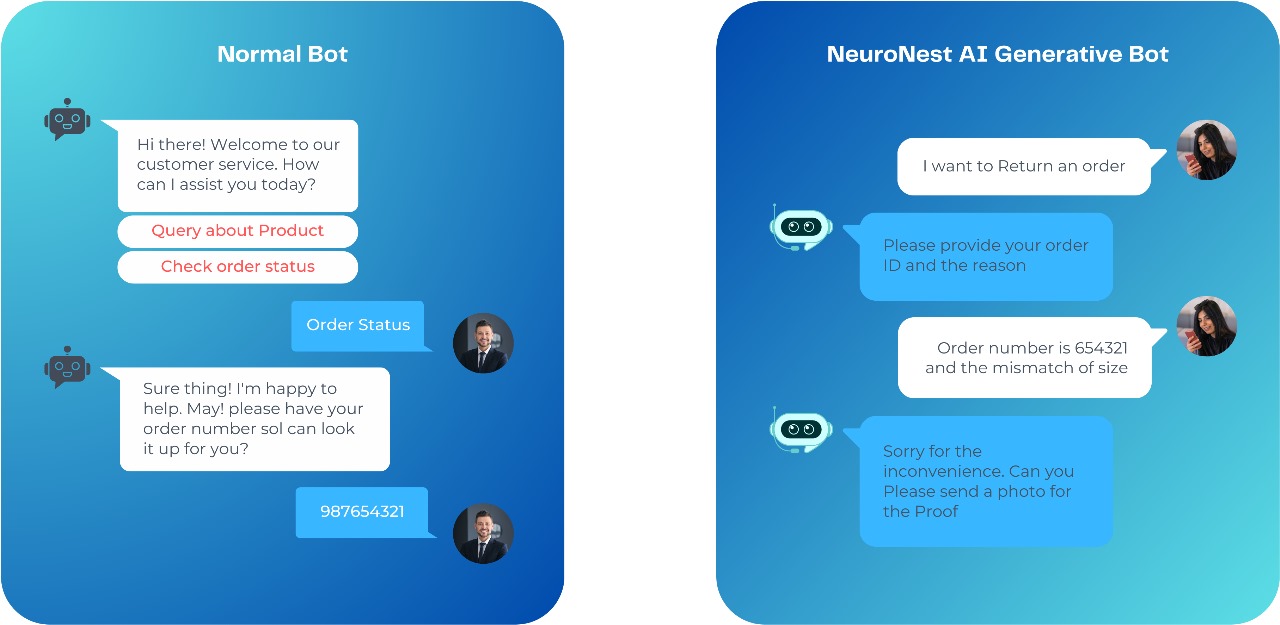 Normal Bot
Hi there! Welcome to our
customer service. How
can I assist you today?
Query about Product
Check order status
Order Status
Sure thing! I'm happy to
help. May! please have your
order number sol can look
it up for you?
987654321
NeuroNest AI Generative Bot
I want to Return an order
Please provide your order
ID and the reason
Order number is 654321
and the mismatch of size
Sorry for the
inconvenience. Can you
Please send a photo for
the Proof